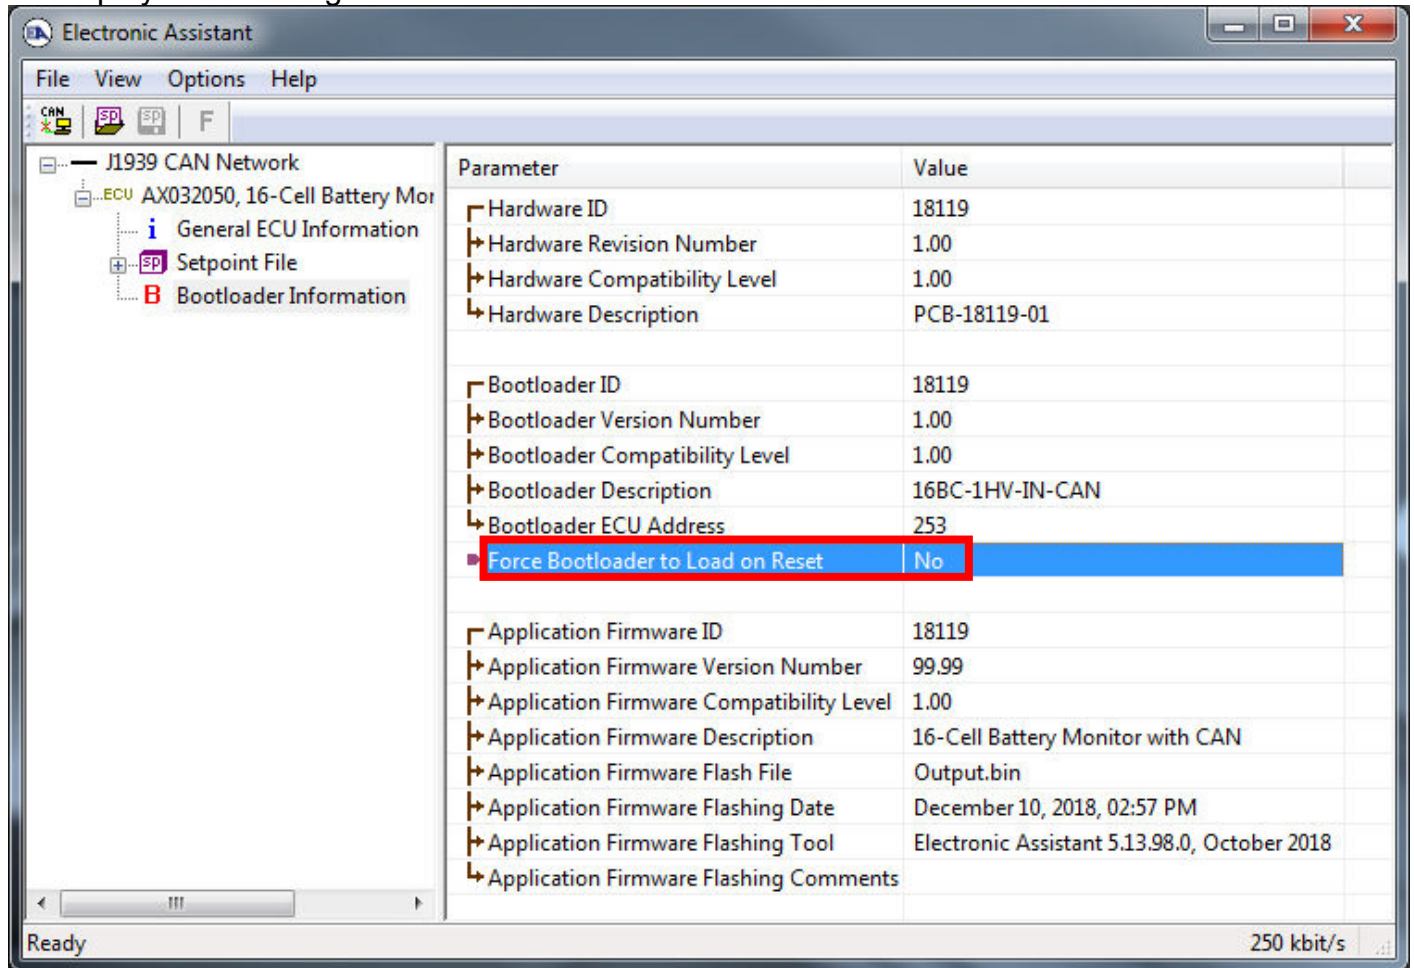 Electronic Assistant
File View Options Help
CAN SP SP F
J1939 CAN Network
ECU AX032050, 16-Cell Battery Mor
i General ECU Information
SP Setpoint File
B Bootloader Information
Parameter Value
Hardware ID 18119
Hardware Revision Number 1.00
Hardware Compatibility Level 1.00
Hardware Description PCB-18119-01
Bootloader ID 18119
Bootloader Version Number 1.00
Bootloader Compatibility Level 1.00
Bootloader Description 16BC-1HV-IN-CAN
Bootloader ECU Address 253
Force Bootloader to Load on Reset No
Application Firmware ID 18119
Application Firmware Version Number 99.99
Application Firmware Compatibility Level 1.00
Application Firmware Description 16-Cell Battery Monitor with CAN
Application Firmware Flash File Output.bin
Application Firmware Flashing Date December 10, 2018, 02:57 PM
Application Firmware Flashing Tool Electronic Assistant 5.13.98.0, October 2018
Application Firmware Flashing Comments
Ready 250 kbit/s